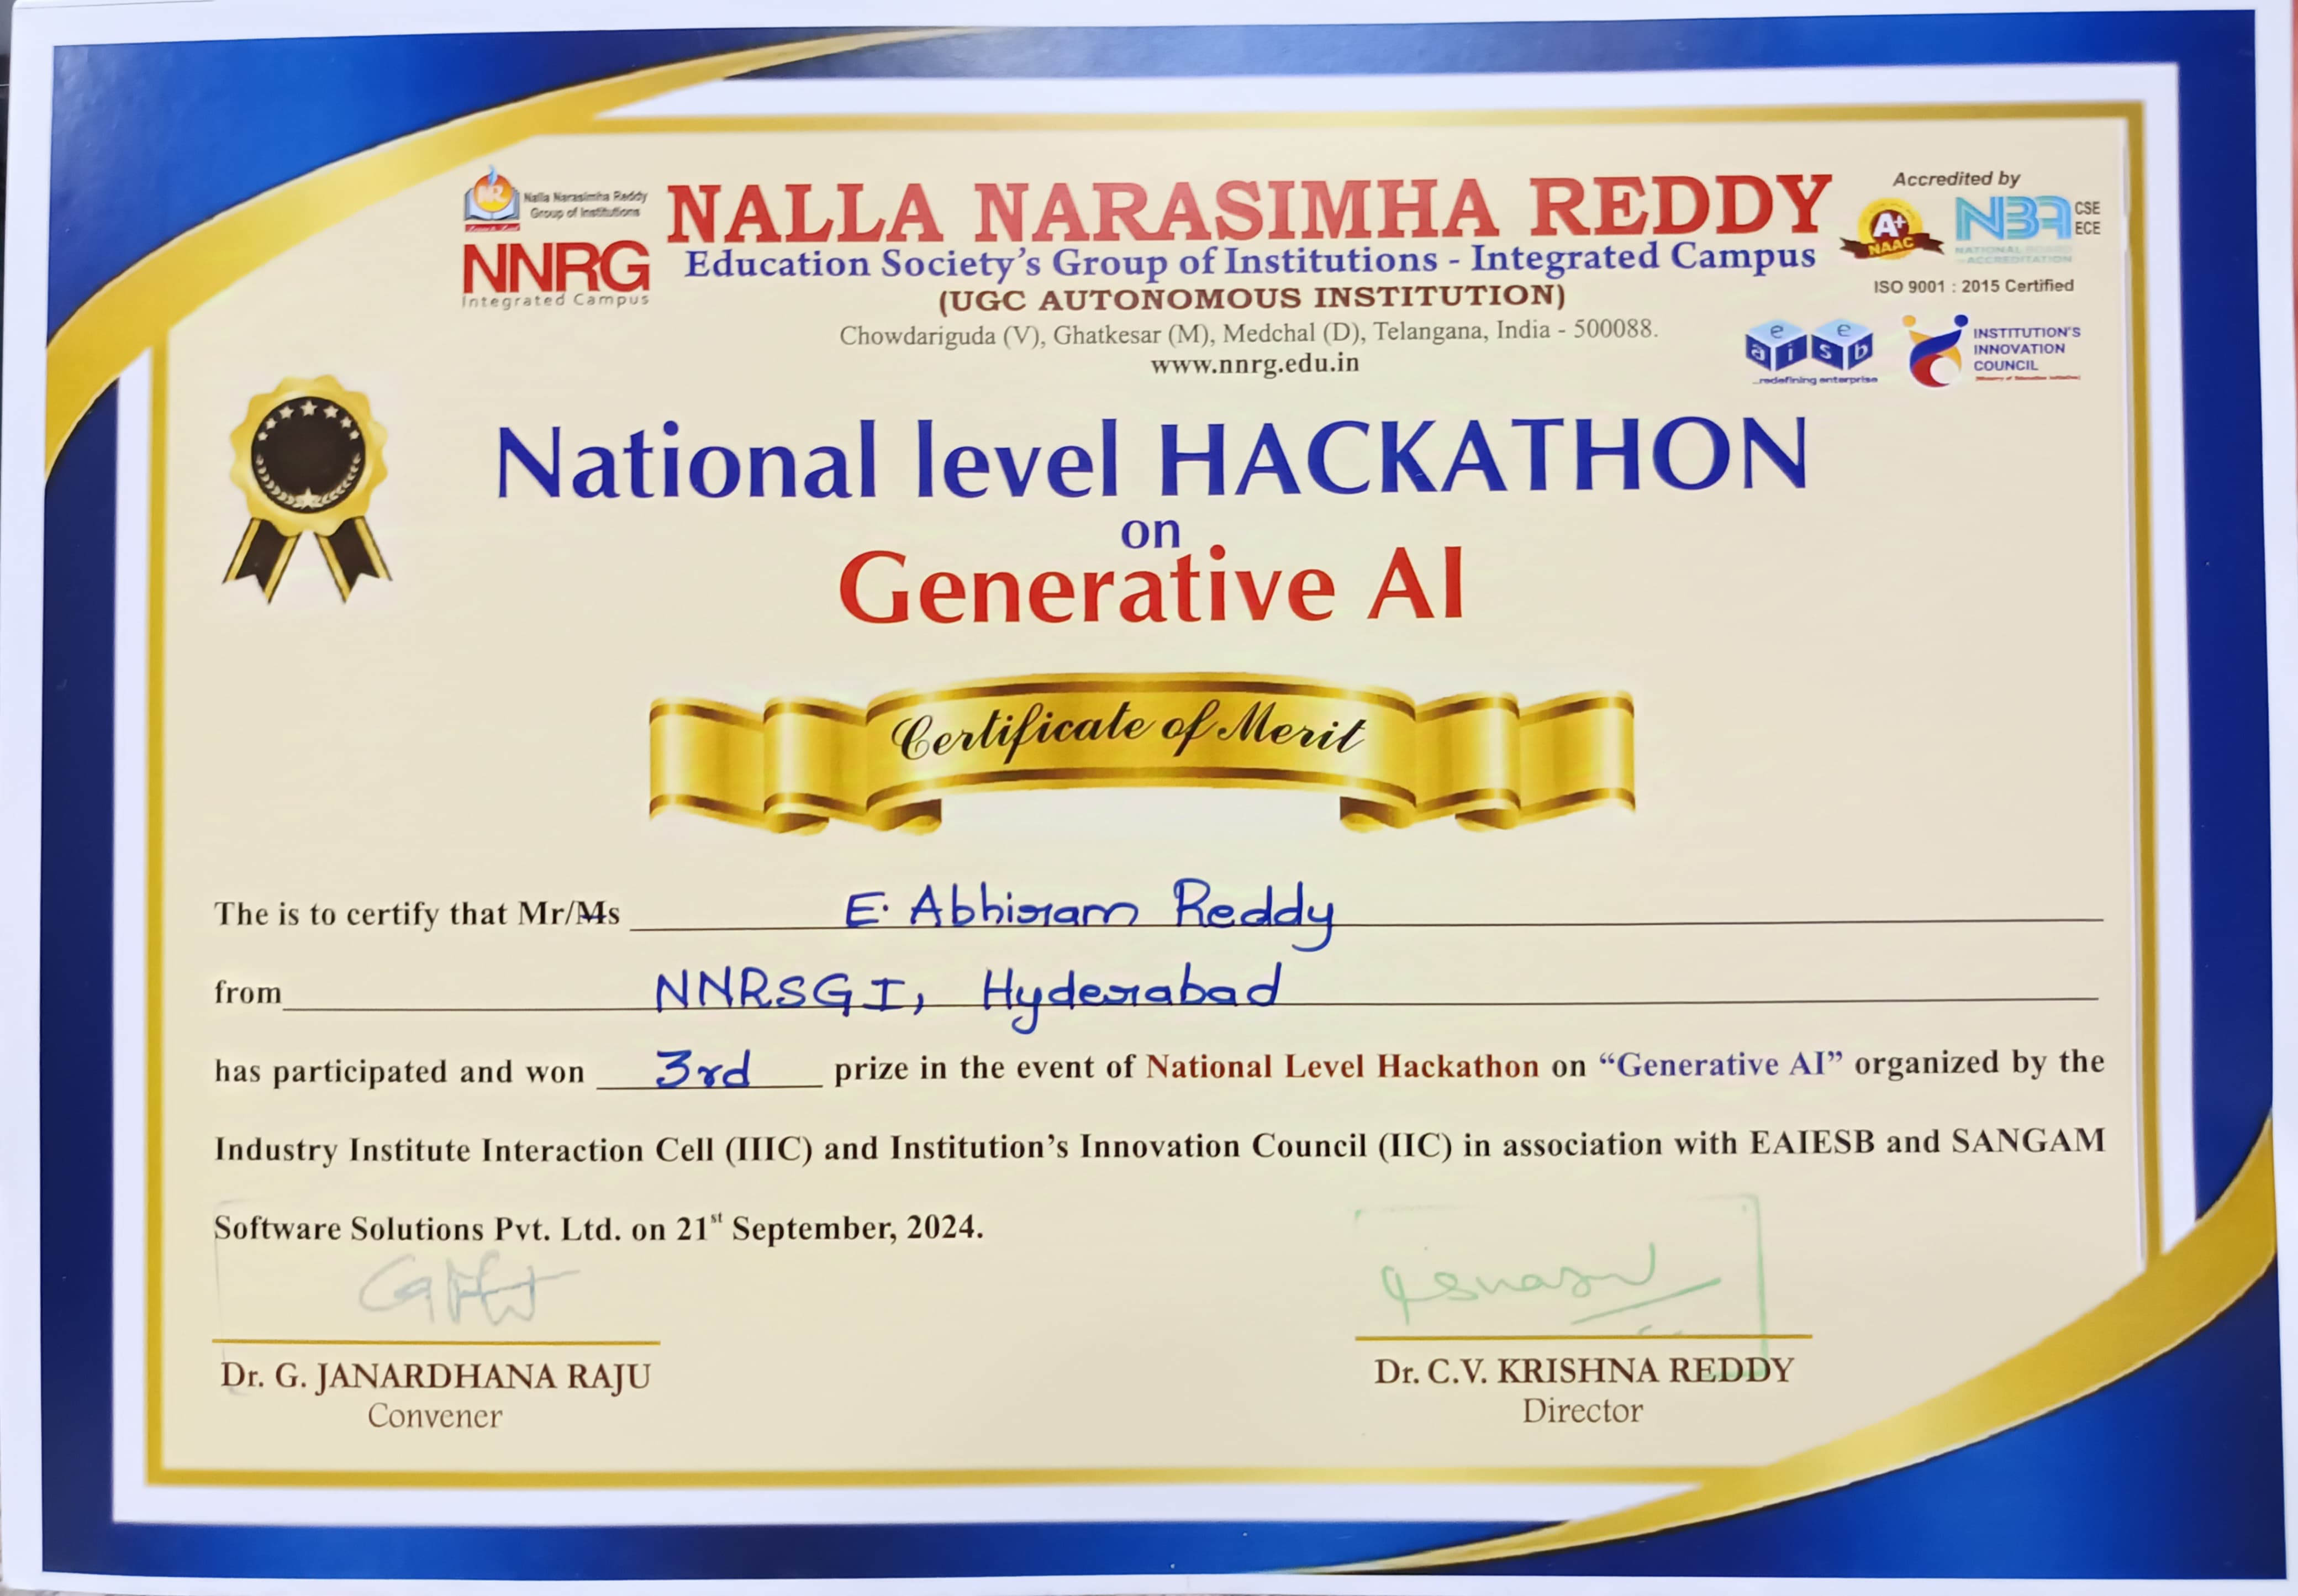 Nalla Narasimha Reddy
Group of Institutions
NNRG
Integrated Campus
NALLA NARASIMHA REDDY
Education Society's Group of Institutions - Integrated Campus
(UGC AUTONOMOUS INSTITUTION)
Chowdariguda (V), Ghatkesar (M), Medchal (D), Telangana, India - 500088.
www.nnrg.edu.in
Accredited by
A+
NAAC
NBA CSE
ECE
NATIONAL BOARD
of ACCREDITATION
ISO 9001 : 2015 Certified
e e
a i s b
...redefining enterprise
INSTITUTION'S
INNOVATION
COUNCIL
National level HACKATHON
on
Generative AI
Certificate of Merit
The is to certify that Mr/Ms E. Abhiram Reddy
from NNRSGI, Hyderabad
has participated and won 3rd prize in the event of National Level Hackathon on “Generative AI” organized by the
Industry Institute Interaction Cell (IIIC) and Institution’s Innovation Council (IIC) in association with EAIESB and SANGAM
Software Solutions Pvt. Ltd. on 21st September, 2024.
Dr. G. JANARDHANA RAJU
Convener
Dr. C.V. KRISHNA REDDY
Director